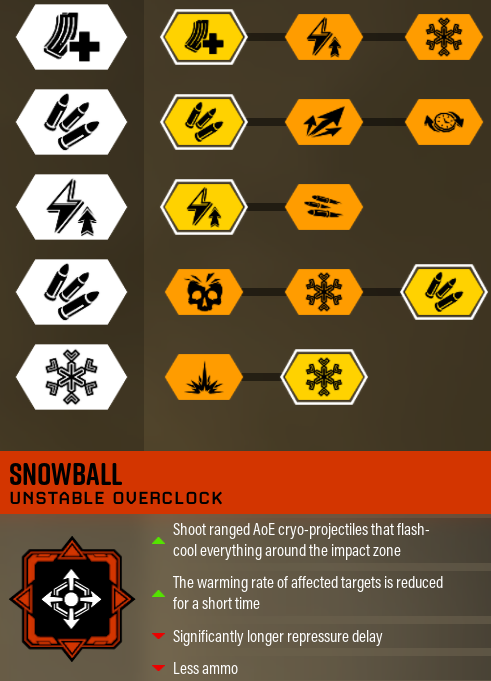 SNOWBALL
UNSTABLE OVERCLOCK
Shoot ranged AoE cryo-projectiles that flash-
cool everything around the impact zone
The warming rate of affected targets is reduced
for a short time
Significantly longer repressure delay
Less ammo